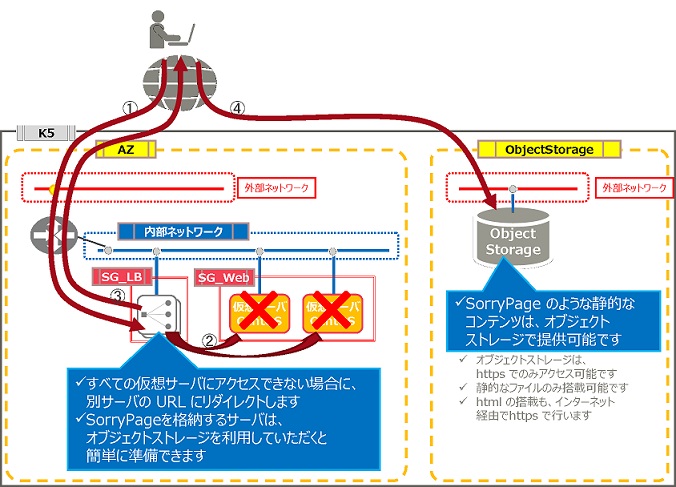 ①
④
K5
AZ
ObjectStorage
外部ネットワーク
外部ネットワーク
内部ネットワーク
Object
Storage
SG_LB
SG_Web
③
②
仮想サーバ
仮想サーバ
✓SorryPage のような静的な
コンテンツは、オブジェクト
ストレージで提供可能です
✓ オブジェクトストレージは、
https でのみアクセス可能です
✓ 静的なファイルのみ搭載可能です
✓ html の搭載も、インターネット
経由でhttps で行います
✓すべての仮想サーバにアクセスできない場合に、
別サーバの URL にリダイレクトします
✓SorryPageを格納するサーバは、
オブジェクトストレージを利用していただくと
簡単に準備できます